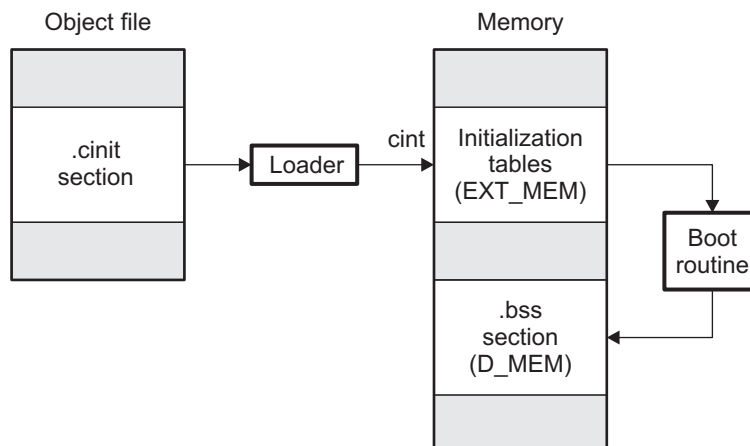 Object file
Memory
.cinit
section
Loader
cint
Initialization
tables
(EXT_MEM)
Boot
routine
.bss
section
(D_MEM)